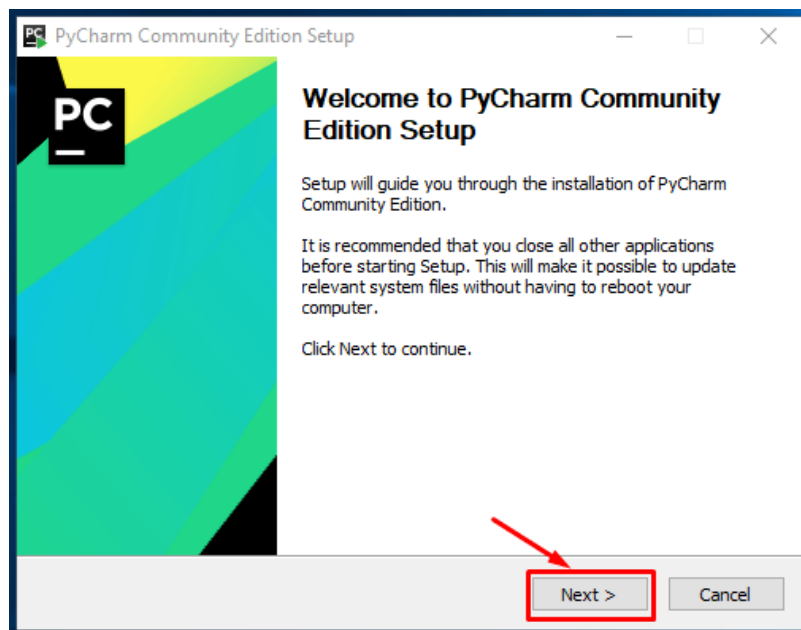 PyCharm Community Edition Setup
PC
Welcome to PyCharm Community
Edition Setup
Setup will guide you through the installation of PyCharm
Community Edition.
It is recommended that you close all other applications
before starting Setup. This will make it possible to update
relevant system files without having to reboot your
computer.
Click Next to continue.
Next >
Cancel